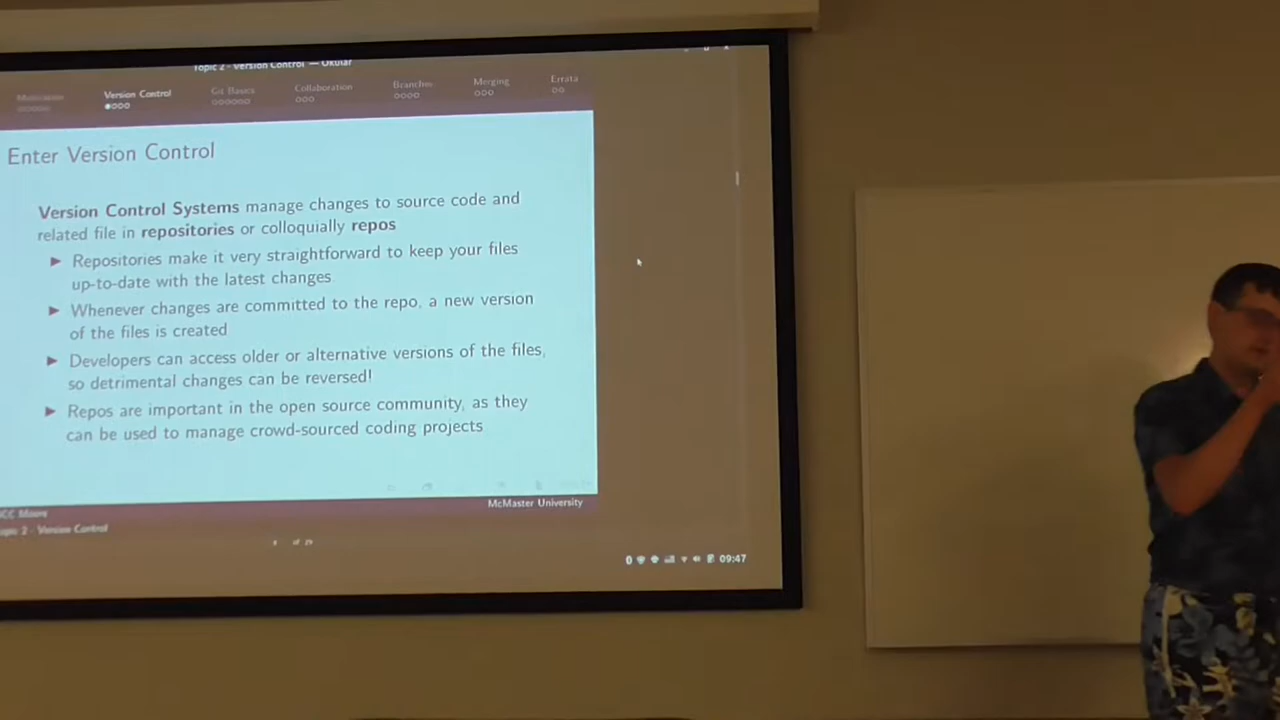 Topic 2 - Version Control — Okular
Motivation Version Control Git Basics Collaboration Branches Merging Errata
Enter Version Control
Version Control Systems manage changes to source code and
related file in repositories or colloquially repos
► Repositories make it very straightforward to keep your files
up-to-date with the latest changes
► Whenever changes are committed to the repo, a new version
of the files is created
► Developers can access older or alternative versions of the files,
so detrimental changes can be reversed!
► Repos are important in the open source community, as they
can be used to manage crowd-sourced coding projects
McMaster University
2 - Version Control
09:47